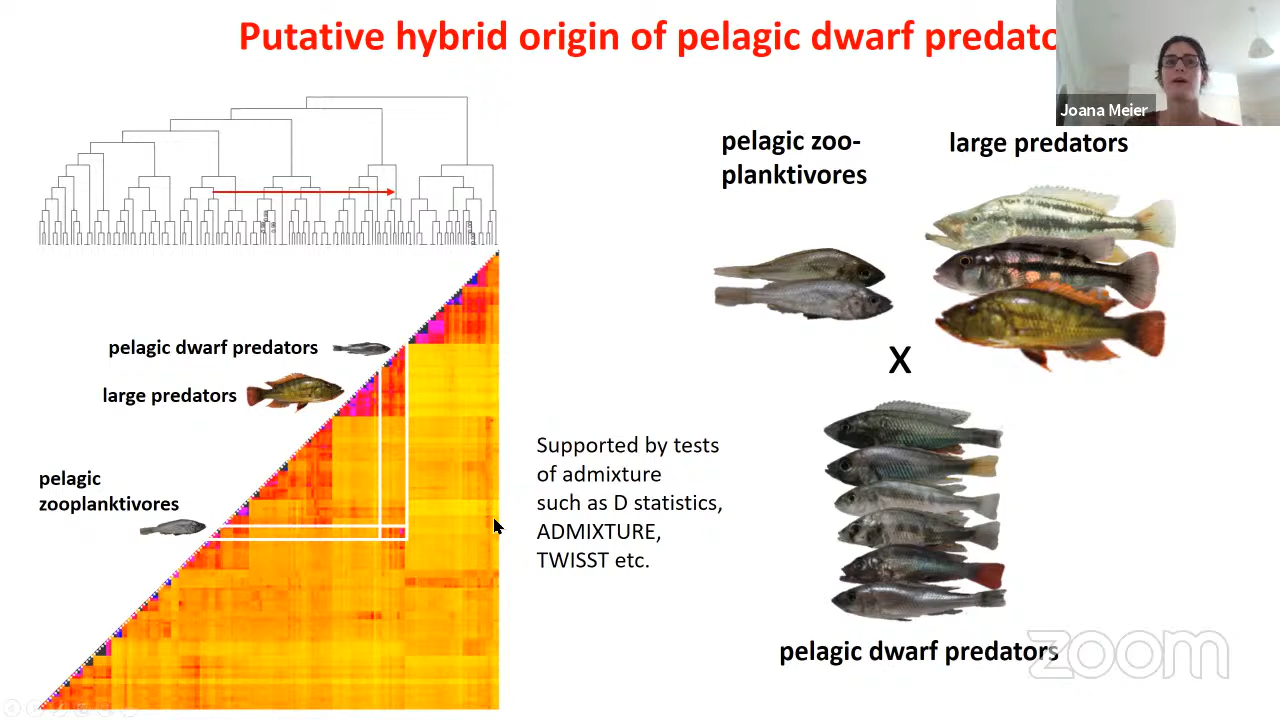 Putative hybrid origin of pelagic dwarf predato
Joana Meier
pelagic zoo-
planktivores
large predators
pelagic dwarf predators
large predators
X
pelagic
zooplanktivores
Supported by tests
of admixture
such as D statistics,
ADMIXTURE,
TWISST etc.
pelagic dwarf predators
zoom